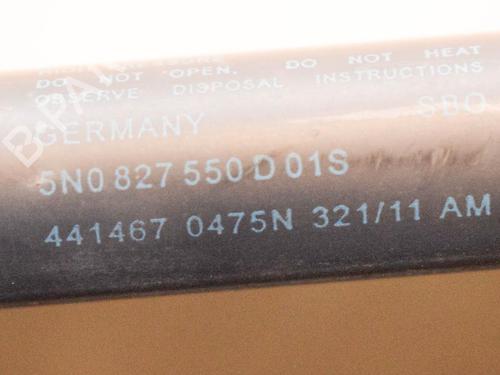 DO NOT OPEN. DO NOT HEAT
OBSERVE DISPOSAL INSTRUCTIONS
GERMANY SBO
5N0 827 550 D 01S
441467 0475N 321/11 AM